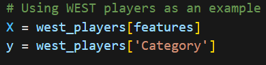 # Using WEST players as an example
X = west_players[features]
y = west_players['Category']